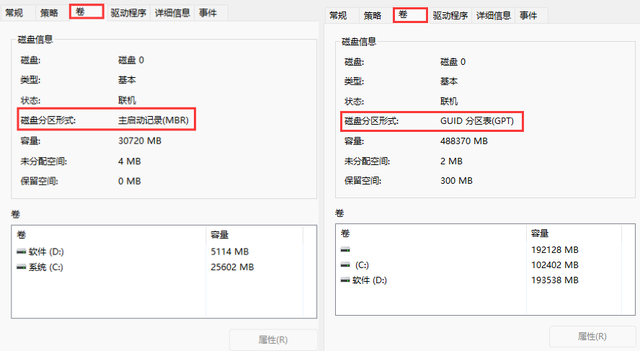 常规 策略 卷 驱动程序 详细信息 事件
磁盘信息
磁盘: 磁盘 0
类型: 基本
状态: 联机
磁盘分区形式: 主启动记录(MBR)
容量: 30720 MB
未分配空间: 4 MB
保留空间: 0 MB
卷
卷 容量
软件 (D:) 5114 MB
系统 (C:) 25602 MB
属性(R)
常规 策略 卷 驱动程序 详细信息 事件
磁盘信息
磁盘: 磁盘 0
类型: 基本
状态: 联机
磁盘分区形式: GUID 分区表(GPT)
容量: 488370 MB
未分配空间: 2 MB
保留空间: 300 MB
卷
卷 容量
192128 MB
(C:) 102402 MB
软件 (D:) 193538 MB
属性(R)